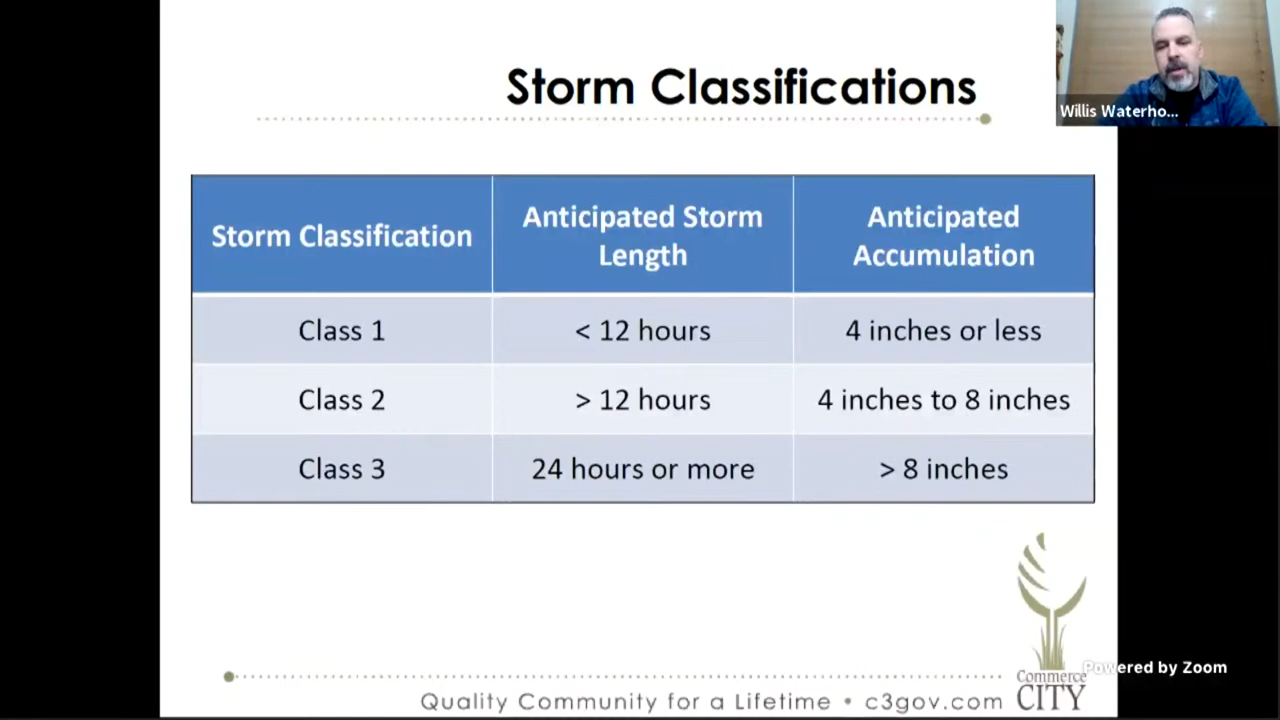 Storm Classifications
Willis Waterho...
Storm Classification
Anticipated Storm
Length
Anticipated
Accumulation
Class 1
< 12 hours
4 inches or less
Class 2
> 12 hours
4 inches to 8 inches
Class 3
24 hours or more
> 8 inches
Powered by Zoom
Commerce
CITY
Quality Community for a Lifetime • c3gov.com